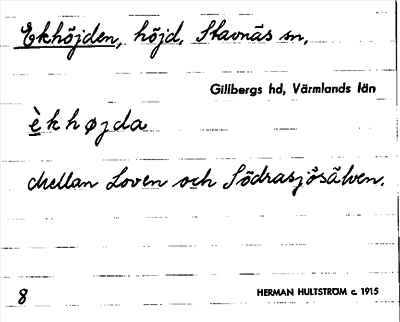 Ekhöjden, höjd, Stavnäs sn,
Gillbergs hd, Värmlands län
èkhøjda
Mellan Loven och Södrasjösälven.
8
HERMAN HULTSTRÖM c. 1915